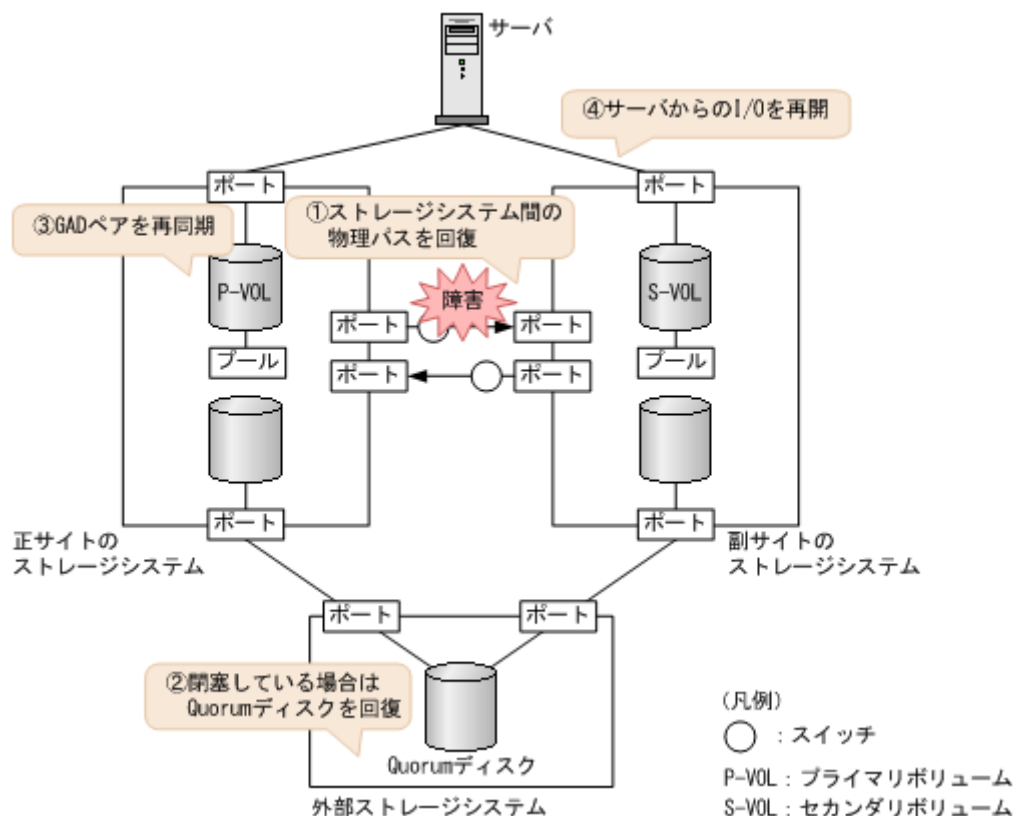 サーバ
④サーバからのI/Oを再開
ポート
ポート
③GADペアを再同期
①ストレージシステム間の
物理パスを回復
P-VOL
障害
S-VOL
ポート
ポート
プール
ポート
ポート
プール
ポート
ポート
正サイトの
ストレージシステム
副サイトの
ストレージシステム
ポート
ポート
②閉塞している場合は
Quorumディスクを回復
Quorumディスク
外部ストレージシステム
(凡例)
：スイッチ
P-VOL：プライマリボリューム
S-VOL：セカンダリボリューム